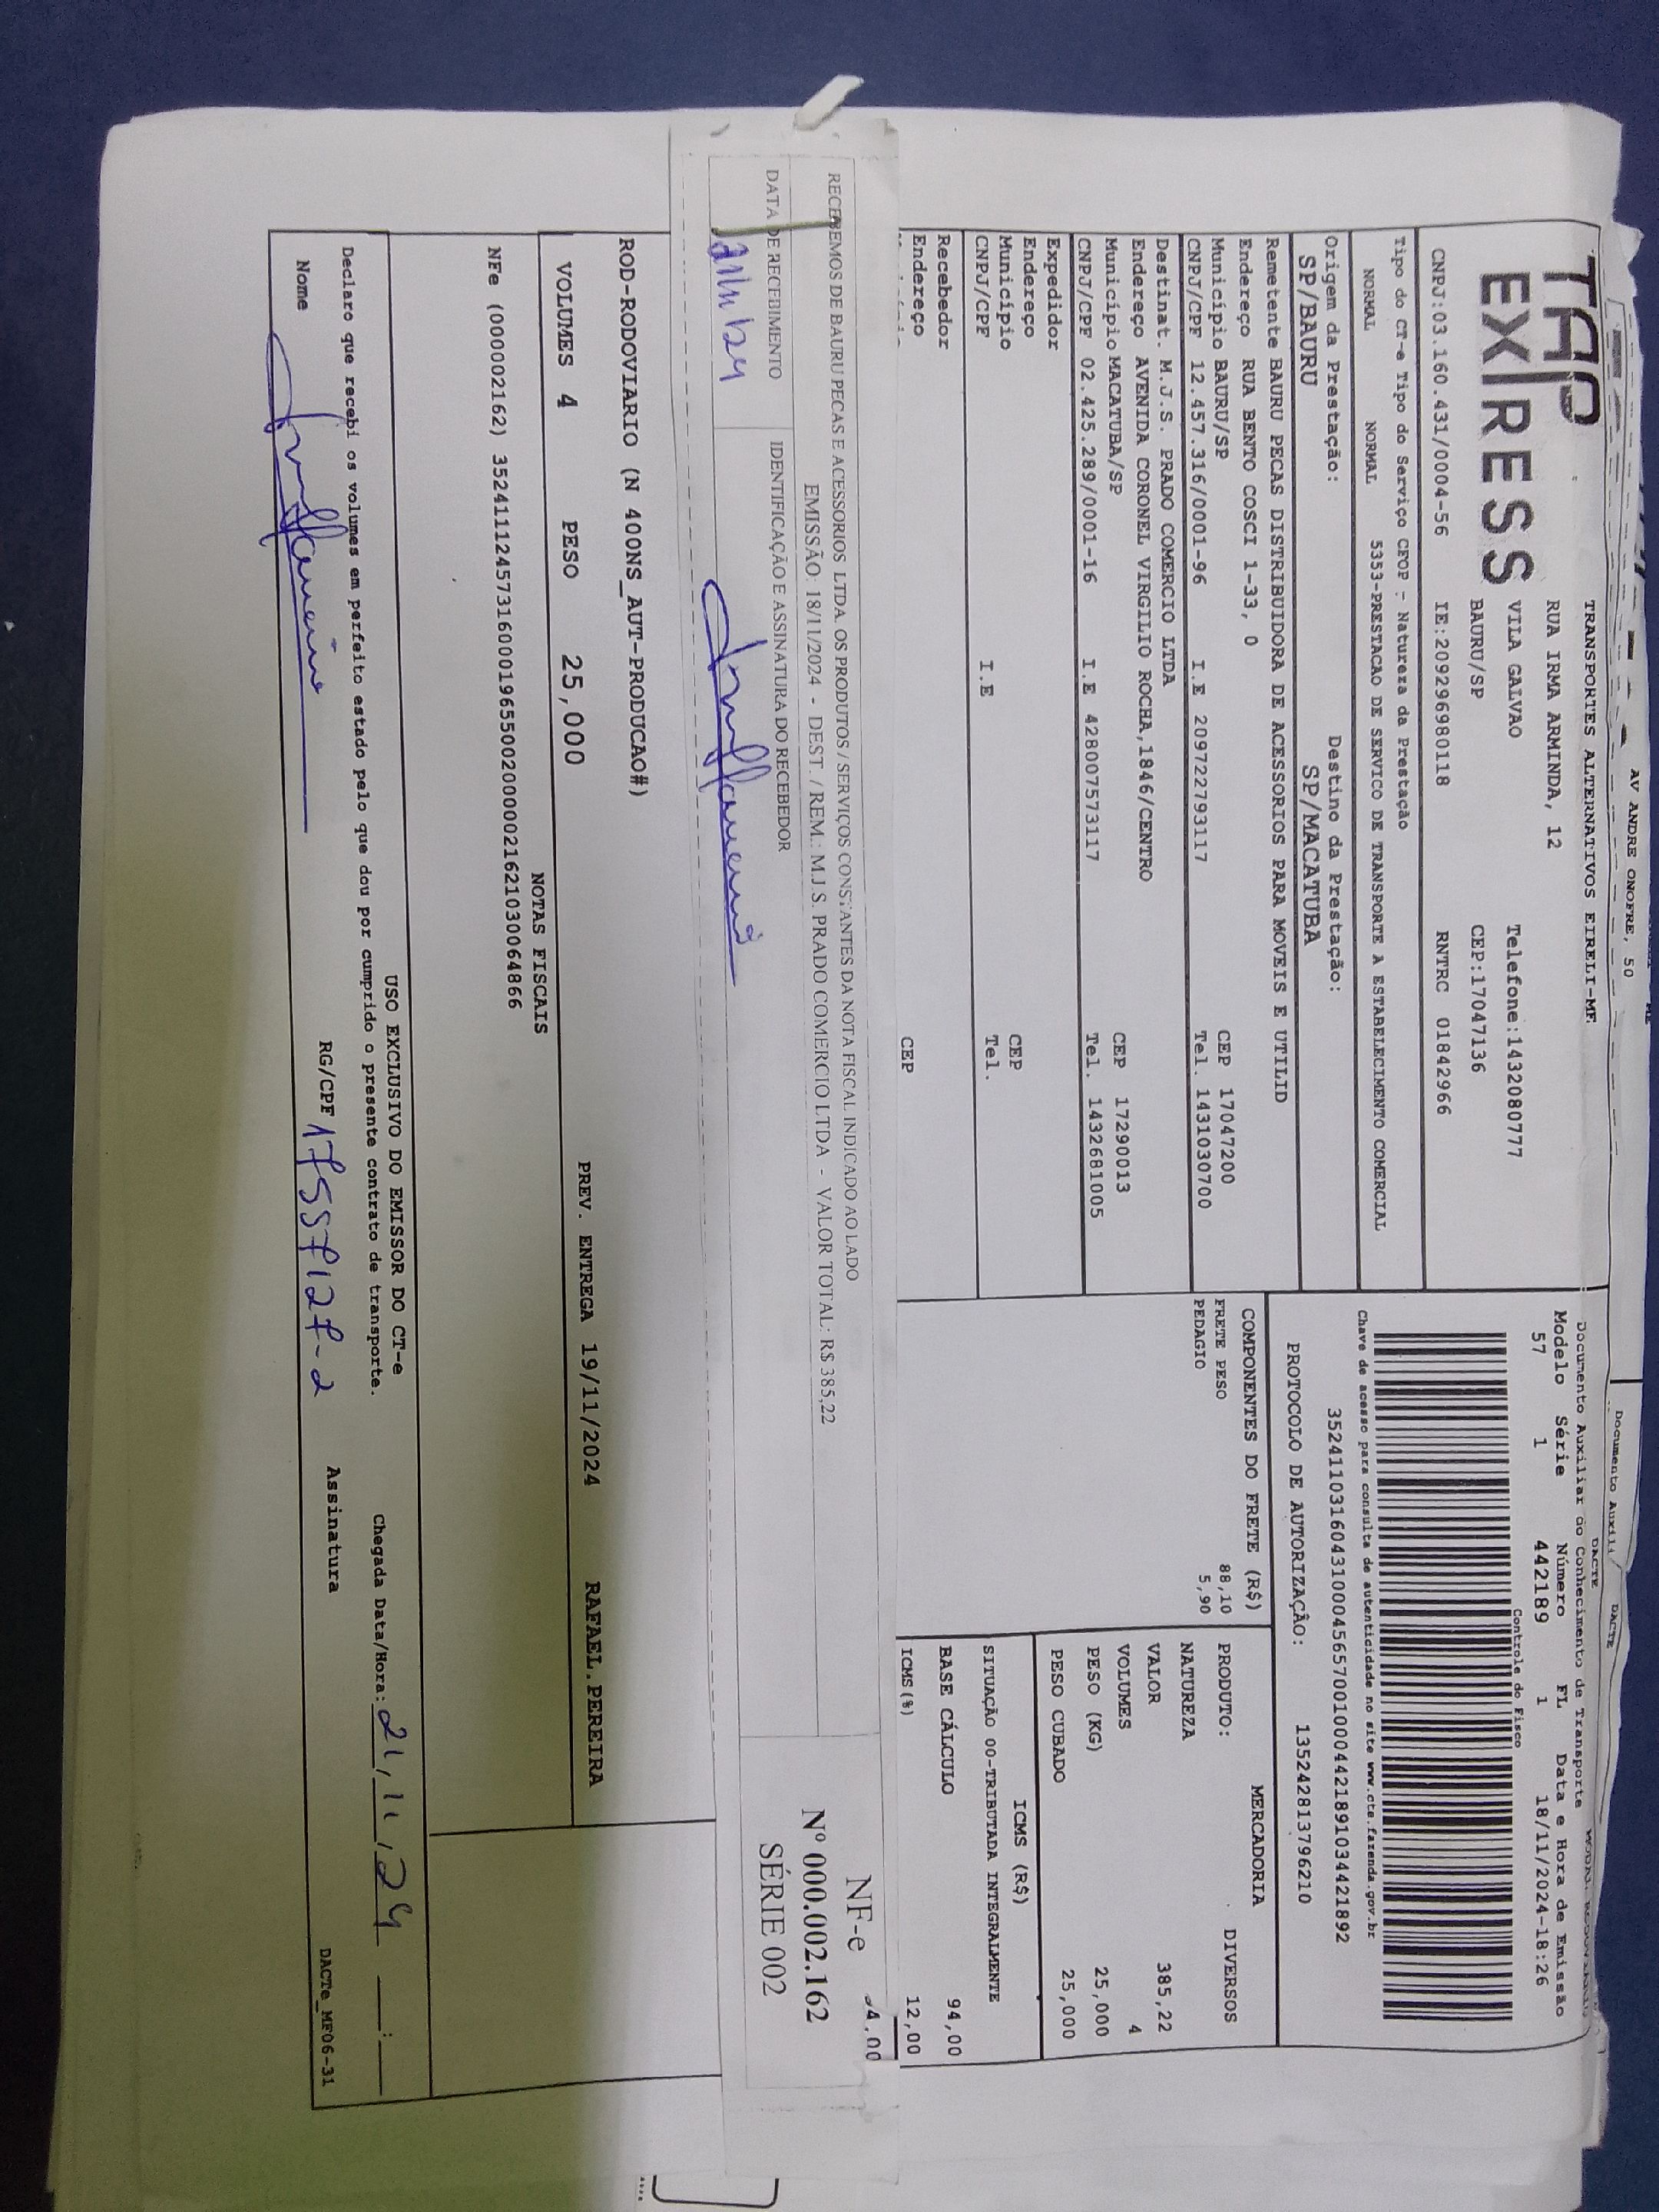 AV ANDRE ONOFRE, 50
Documento Auxili
DACTE
TAP
EXPRESS
TRANSPORTES ALTERNATIVOS EIRELI-ME
RUA IRMA ARMINDA, 12
VILA GALVAO
Telefone:1432080777
BAURU/SP
CEP:17047136
CNPJ:03.160.431/0004-56
IE:209296980118
RNTRC 01842966
DACTE
Documento Auxiliar do Conhecimento de Transporte
Modelo Série Número FL Data e Hora de Emissão
57 1 442189 1 18/11/2024-18:26
Controle do Fisco
Chave de acesso para consulta de autenticidade no site www.cte.fazenda.gov.br
35241103160431000456570010004421891034421892
PROTOCOLO DE AUTORIZAÇÃO: 135242813796210
Tipo do CT-e Tipo do Serviço CFOP - Natureza da Prestação
NORMAL NORMAL 5353-PRESTACAO DE SERVICO DE TRANSPORTE A ESTABELECIMENTO COMERCIAL
Origem da Prestação: Destino da Prestação:
SP/BAURU SP/MACATUBA
Remetente BAURU PECAS DISTRIBUIDORA DE ACESSORIOS PARA MOVEIS E UTILID
Endereço RUA BENTO COSCI 1-33, 0
Município BAURU/SP CEP 17047200
CNPJ/CPF 12.457.316/0001-96 I.E 209722793117 Tel. 1431030700
Destinat. M.J.S. PRADO COMERCIO LTDA
Endereço AVENIDA CORONEL VIRGILIO ROCHA,1846/CENTRO
Município MACATUBA/SP CEP 17290013
CNPJ/CPF 02.425.289/0001-16 I.E 428007573117 Tel. 1432681005
Expedidor
Endereço
Município CEP
CNPJ/CPF I.E Tel.
Recebedor
Endereço CEP
COMPONENTES DO FRETE (R$)
FRETE PESO 88,10
PEDAGIO 5,90
MERCADORIA
PRODUTO: DIVERSOS
NATUREZA
VALOR 385,22
VOLUMES 4
PESO (KG) 25,000
PESO CUBADO 25,000
ICMS (R$)
SITUAÇÃO 00-TRIBUTADA INTEGRALMENTE
BASE CÁLCULO 94,00
ICMS (%) 12,00
4,00
RECEBEMOS DE BAURU PECAS E ACESSORIOS LTDA. OS PRODUTOS / SERVIÇOS CONSTANTES DA NOTA FISCAL INDICADO AO LADO
EMISSÃO: 18/11/2024 - DEST. / REM.: M.J.S. PRADO COMERCIO LTDA - VALOR TOTAL: R$ 385,22
DATA DE RECEBIMENTO
IDENTIFICAÇÃO E ASSINATURA DO RECEBEDOR
NF-e
Nº 000.002.162
SÉRIE 002
ROD-RODOVIARIO (N 400NS_AUT-PRODUCAO#)
VOLUMES 4 PESO 25,000 PREV. ENTREGA 19/11/2024 RAFAEL.PEREIRA
NOTAS FISCAIS
NFe (000002162) 35241112457316000196550020000021621030064866
USO EXCLUSIVO DO EMISSOR DO CT-e
Declaro que recebi os volumes em perfeito estado pelo que dou por cumprido o presente contrato de transporte.
Chegada Data/Hora: 21/11/24 __:__
Nome
RG/CPF 17557127-2
Assinatura
DACTe_MF06-31